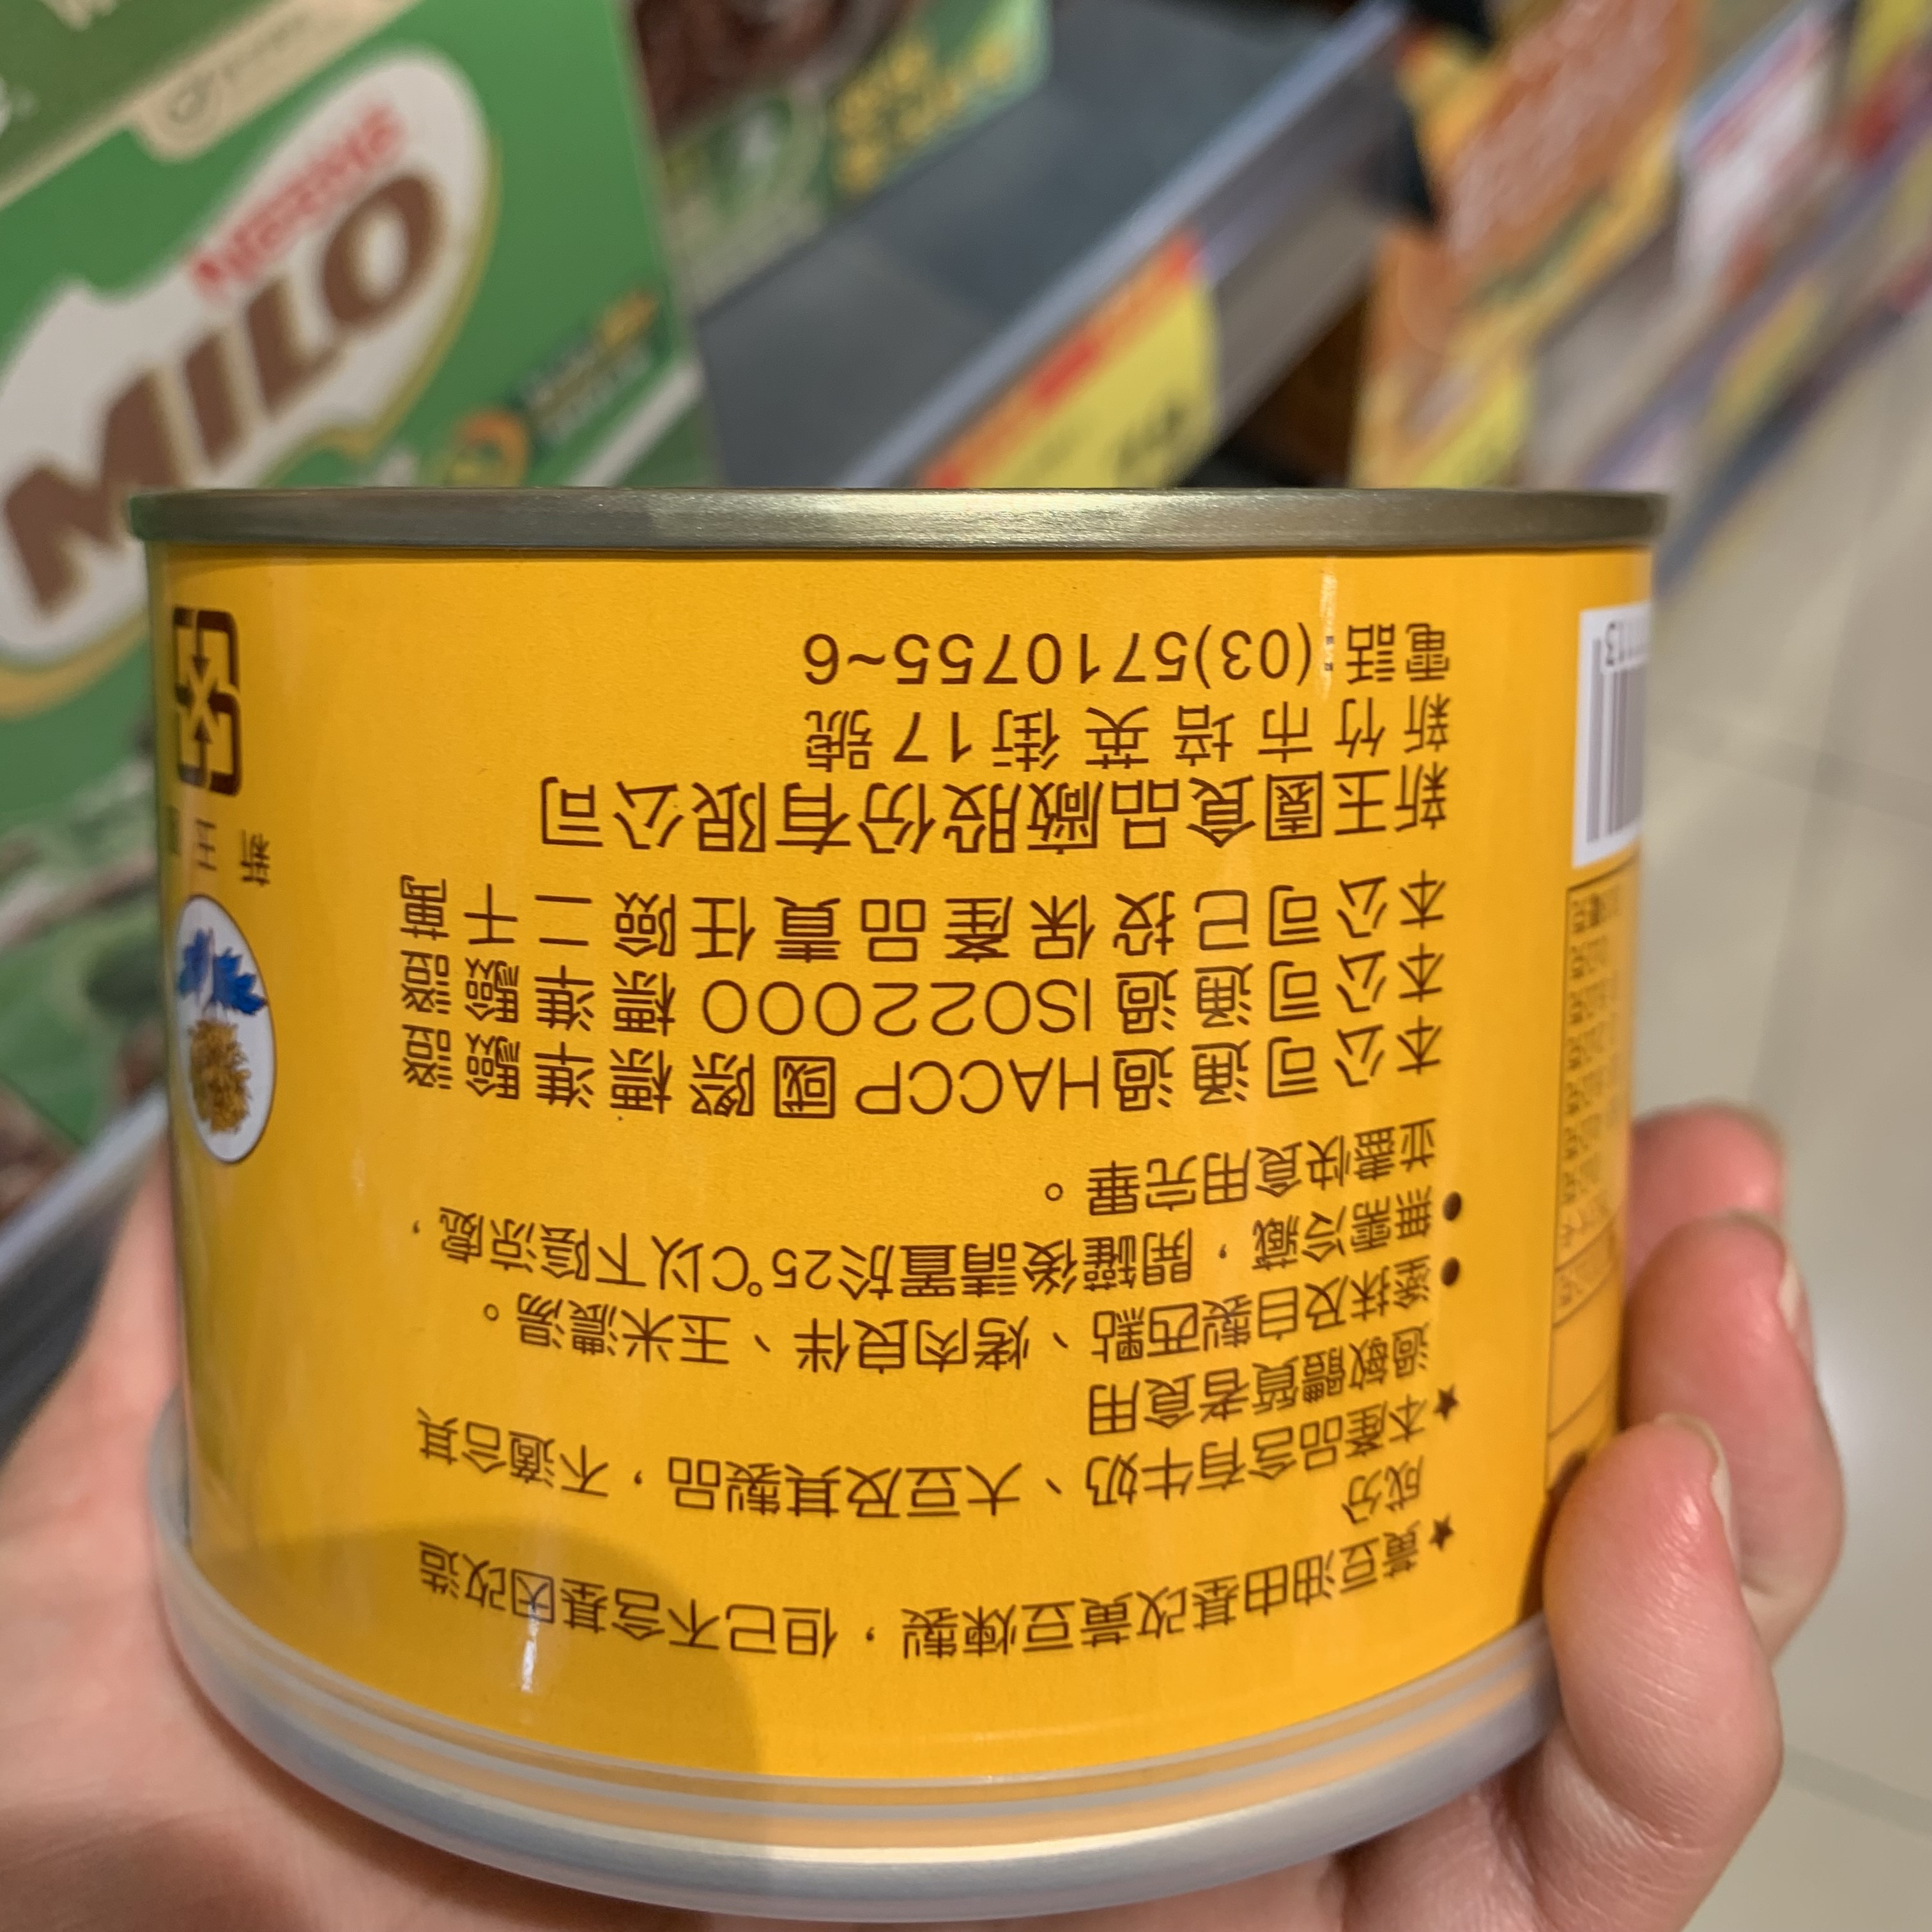 ★黃豆油由基改黃豆煉製，但已不含基因改造
成分
★本產品含有牛奶、大豆及其製品，不適合其
過敏體質者食用
●塗抹及自製西點、烤肉良伴、玉米濃湯。
●無需冷藏，開罐後請置於25℃以下陰涼處，
並盡快食用完畢。
本公司通過HACCP國際標準驗證
本公司通過ISO22000標準驗證
本公司已投保產品責任險二千萬
新王園食品廠股份有限公司
新竹市培英街17號
電話:(03)5710755~6
新王
Nestlé
MILO